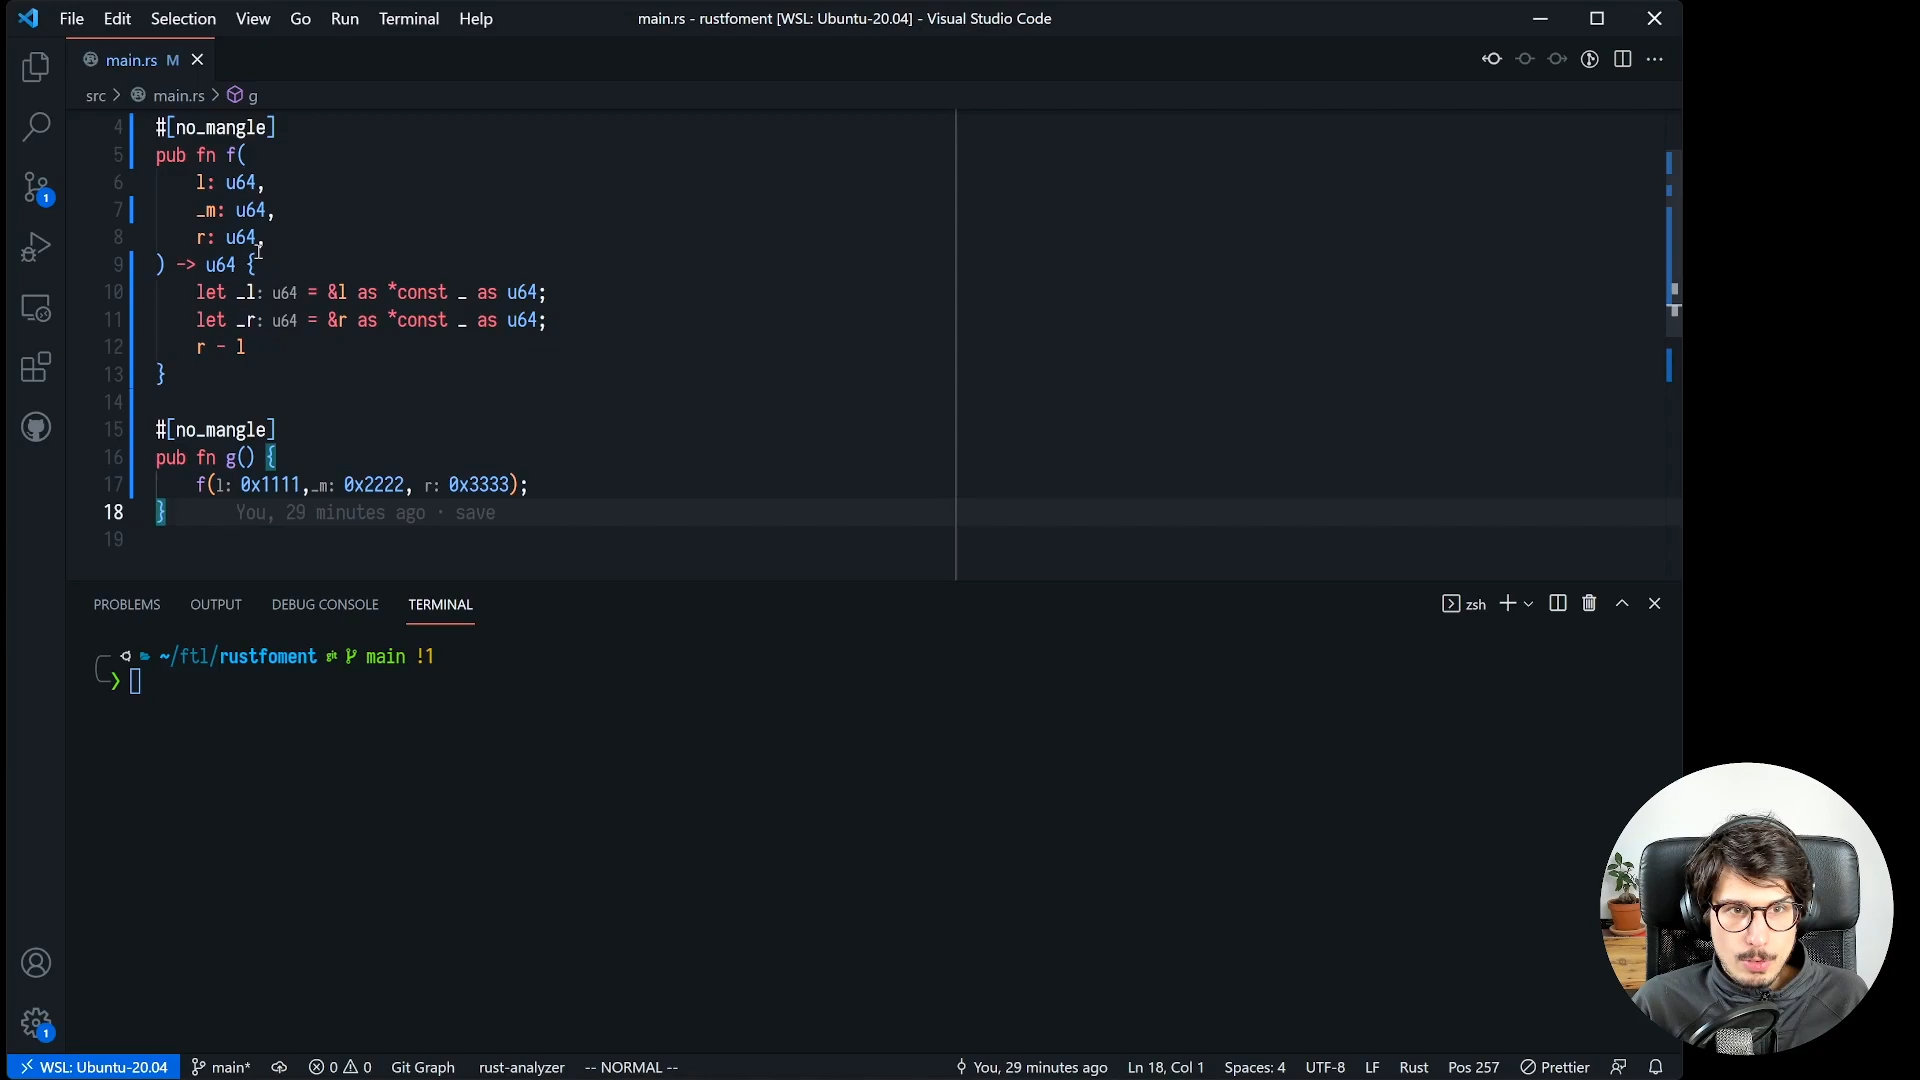 File Edit Selection View Go Run Terminal Help main.rs - rustfoment [WSL: Ubuntu-20.04] - Visual Studio Code
main.rs M
src > main.rs > g
4 #[no_mangle]
5 pub fn f(
6 l: u64,
7 _m: u64,
8 r: u64,
9 ) -> u64 {
10 let _l: u64 = &l as *const _ as u64;
11 let _r: u64 = &r as *const _ as u64;
12 r - l
13 }
14
15 #[no_mangle]
16 pub fn g() {
17 f(l: 0x1111, _m: 0x2222, r: 0x3333);
18 } You, 29 minutes ago · save
19
1
PROBLEMS OUTPUT DEBUG CONSOLE TERMINAL zsh
~/ftl/rustfoment git main !1
❯
1
WSL: Ubuntu-20.04 main* 0 0 Git Graph rust-analyzer -- NORMAL -- You, 29 minutes ago Ln 18, Col 1 Spaces: 4 UTF-8 LF Rust Pos 257 Prettier